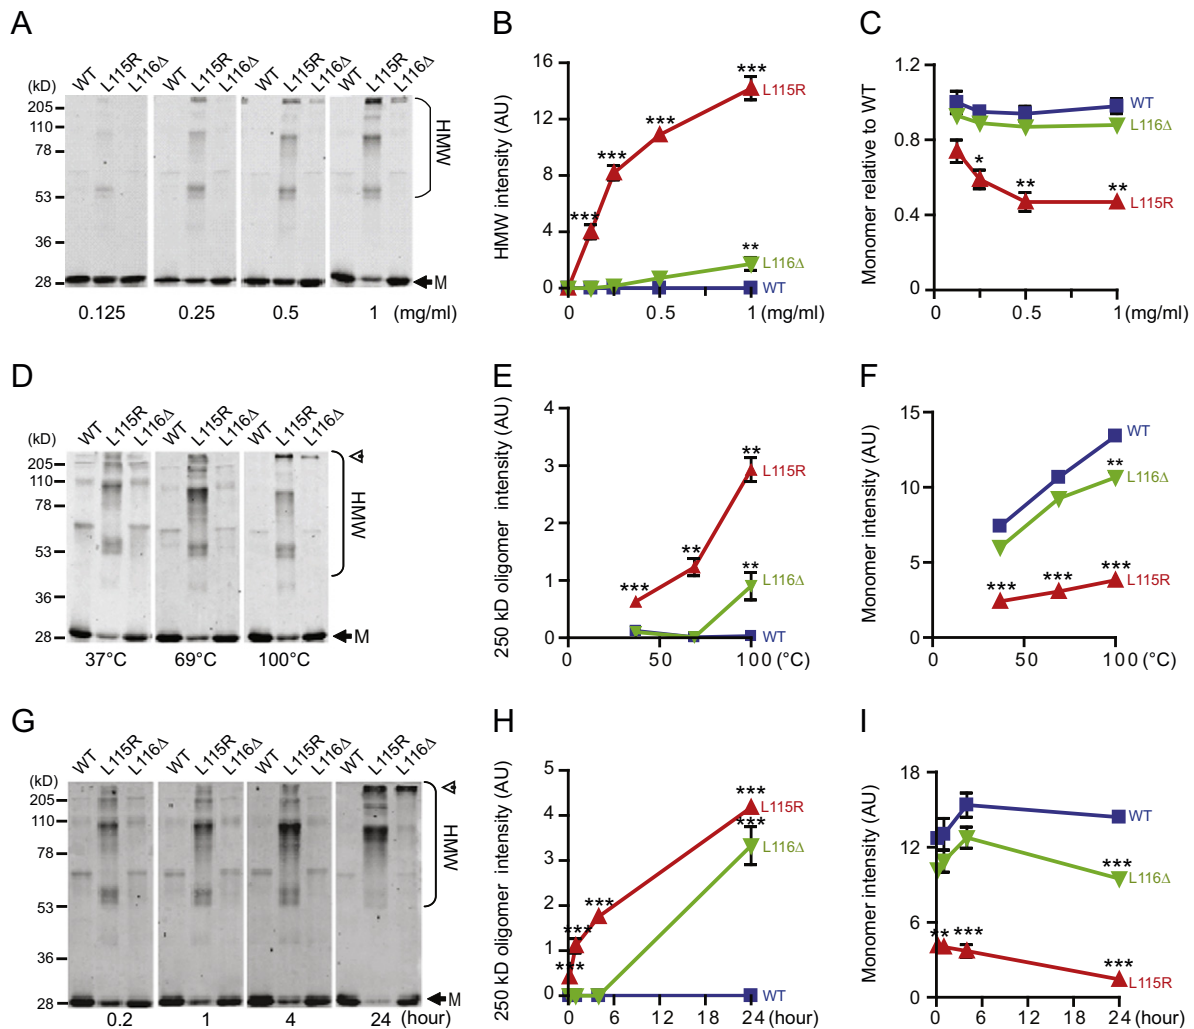 A
(kD) WT L115R L116Δ WT L115R L116Δ WT L115R L116Δ WT L115R L116Δ
205
110
78
53
36
28
HMW
M
0.125 0.25 0.5 1 (mg/ml)
B
HMW intensity (AU)
16
12
8
4
0
*** *** *** *** ***
L115R
**
L116Δ
WT
0 0.5 1 (mg/ml)
C
Monomer relative to WT
1.2
0.8
0.4
0
WT
L116Δ
* ** **
L115R
0 0.5 1 (mg/ml)
D
(kD) WT L115R L116Δ WT L115R L116Δ WT L115R L116Δ
205
110
78
53
36
28
HMW
M
37°C 69°C 100°C
E
250 kD oligomer intensity (AU)
4
3
2
1
0
*** ** **
L115R
**
L116Δ
WT
0 50 100 (°C)
F
Monomer intensity (AU)
15
10
5
0
WT
**
L116Δ
*** *** ***
L115R
0 50 100 (°C)
G
(kD) WT L115R L116Δ WT L115R L116Δ WT L115R L116Δ WT L115R L116Δ
205
110
78
53
36
28
HMW
M
0.2 1 4 24 (hour)
H
250 kD oligomer intensity (AU)
5
4
3
2
1
0
*** *** *** ***
L115R
***
L116Δ
WT
0 6 12 18 24 (hour)
I
Monomer intensity (AU)
18
12
6
0
WT
***
L116Δ
** *** ***
L115R
0 6 12 18 24 (hour)